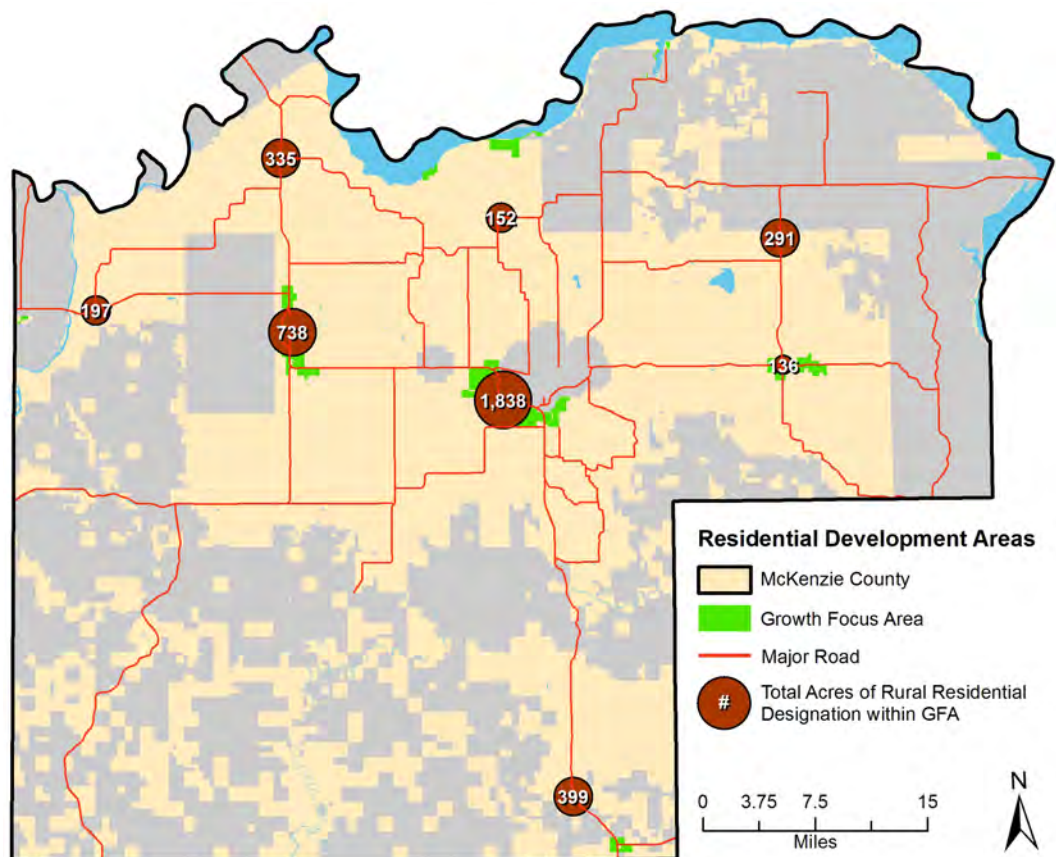 335
152
291
197
738
136
1,838
399
Residential Development Areas
McKenzie County
Growth Focus Area
Major Road
#
Total Acres of Rural Residential
Designation within GFA
N
0 3.75 7.5 15
Miles